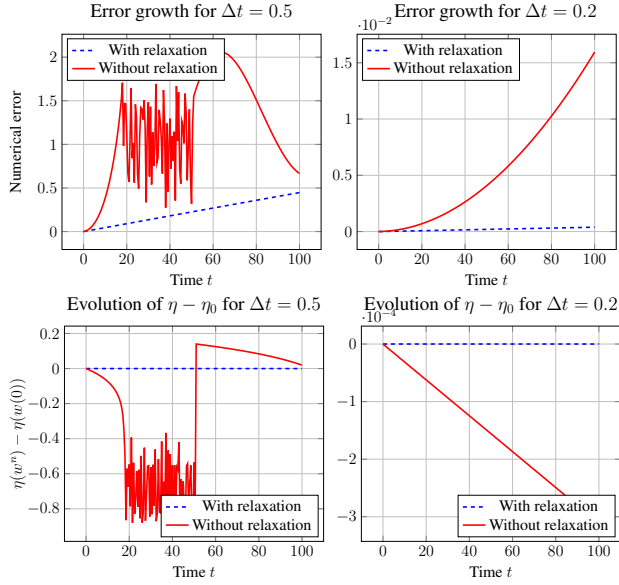 Error growth for Δt = 0.5
With relaxation
Without relaxation
Numerical error
2
1.5
1
0.5
0
0 20 40 60 80 100
Time t
Error growth for Δt = 0.2
·10⁻²
With relaxation
Without relaxation
1.5
1
0.5
0
0 20 40 60 80 100
Time t
Evolution of η − η₀ for Δt = 0.5
η(wⁿ) − η(w(0))
0.2
0
−0.2
−0.4
−0.6
−0.8
With relaxation
Without relaxation
0 20 40 60 80 100
Time t
Evolution of η − η₀ for Δt = 0.2
·10⁻⁴
0
−1
−2
−3
With relaxation
Without relaxation
0 20 40 60 80 100
Time t